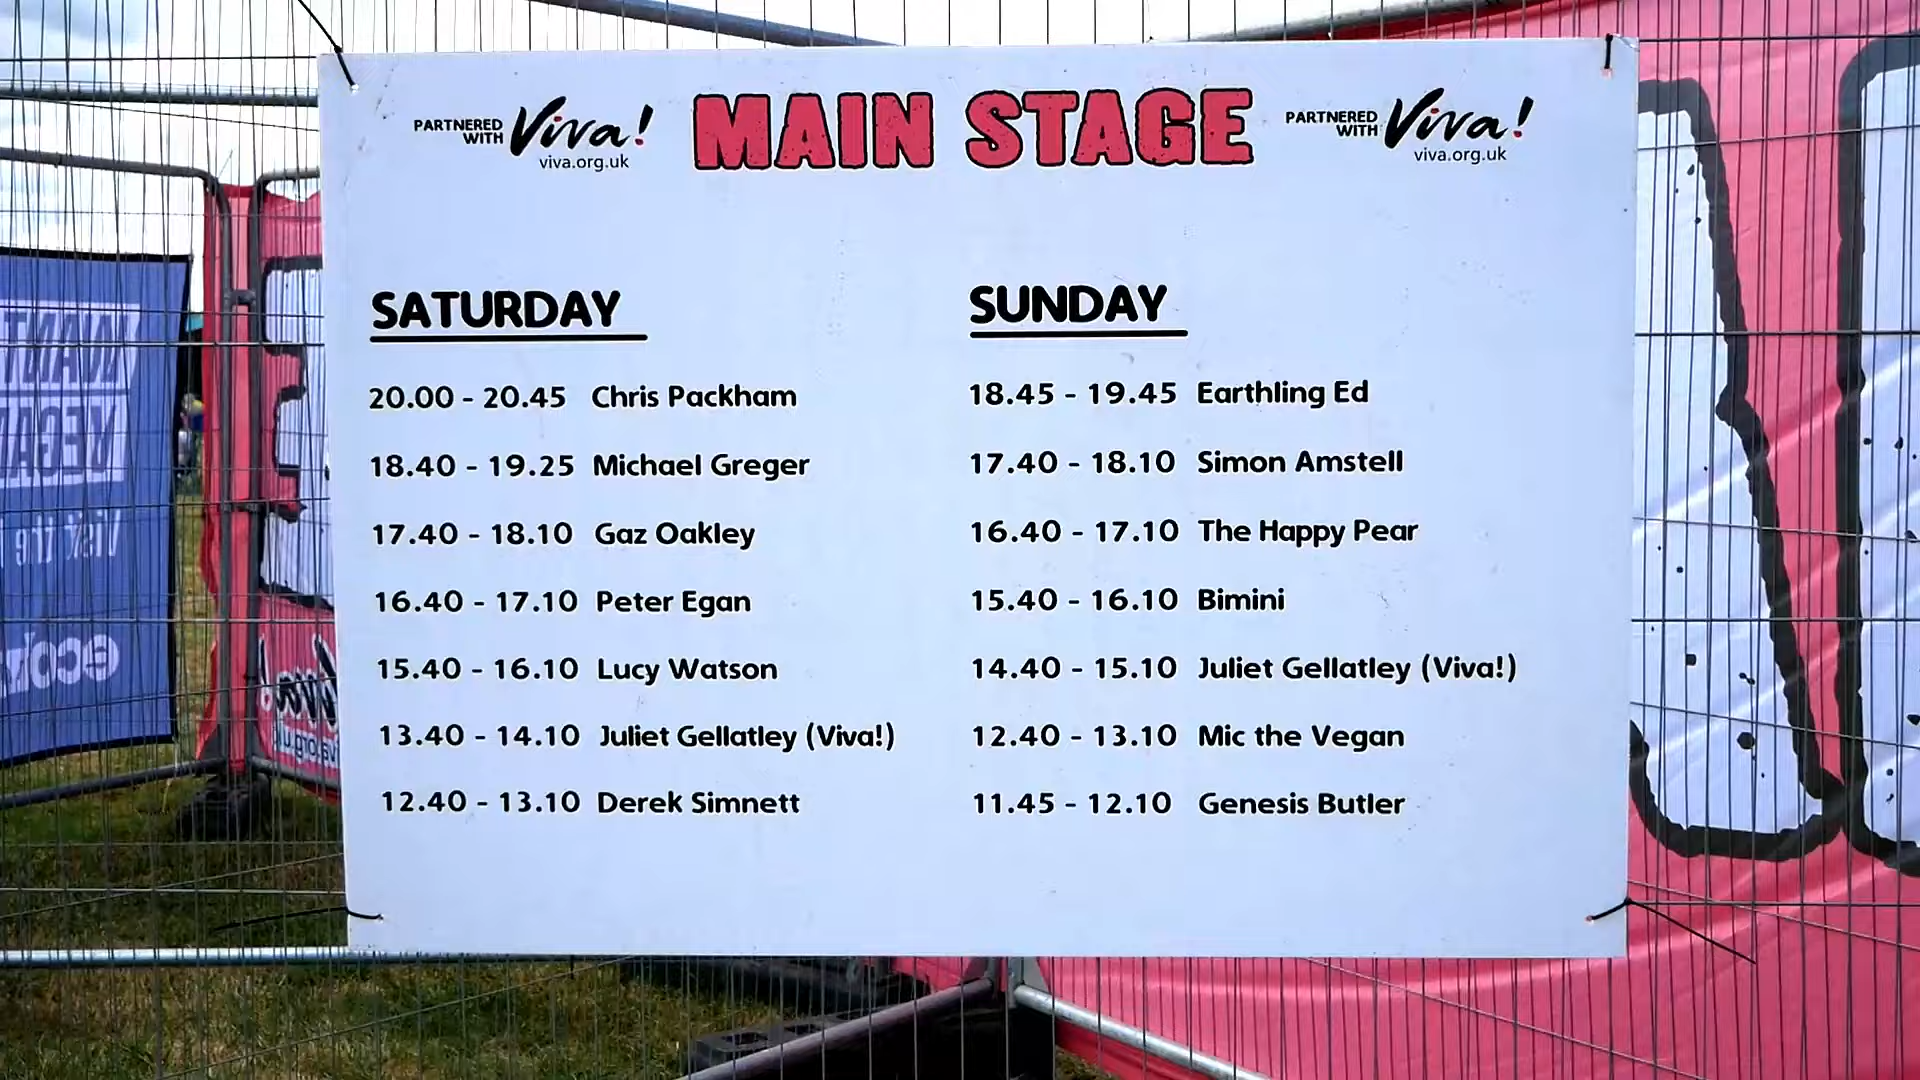 PARTNERED WITH Viva! viva.org.uk
MAIN STAGE
PARTNERED WITH Viva! viva.org.uk
SATURDAY
20.00 - 20.45 Chris Packham
18.40 - 19.25 Michael Greger
17.40 - 18.10 Gaz Oakley
16.40 - 17.10 Peter Egan
15.40 - 16.10 Lucy Watson
13.40 - 14.10 Juliet Gellatley (Viva!)
12.40 - 13.10 Derek Simnett
SUNDAY
18.45 - 19.45 Earthling Ed
17.40 - 18.10 Simon Amstell
16.40 - 17.10 The Happy Pear
15.40 - 16.10 Bimini
14.40 - 15.10 Juliet Gellatley (Viva!)
12.40 - 13.10 Mic the Vegan
11.45 - 12.10 Genesis Butler